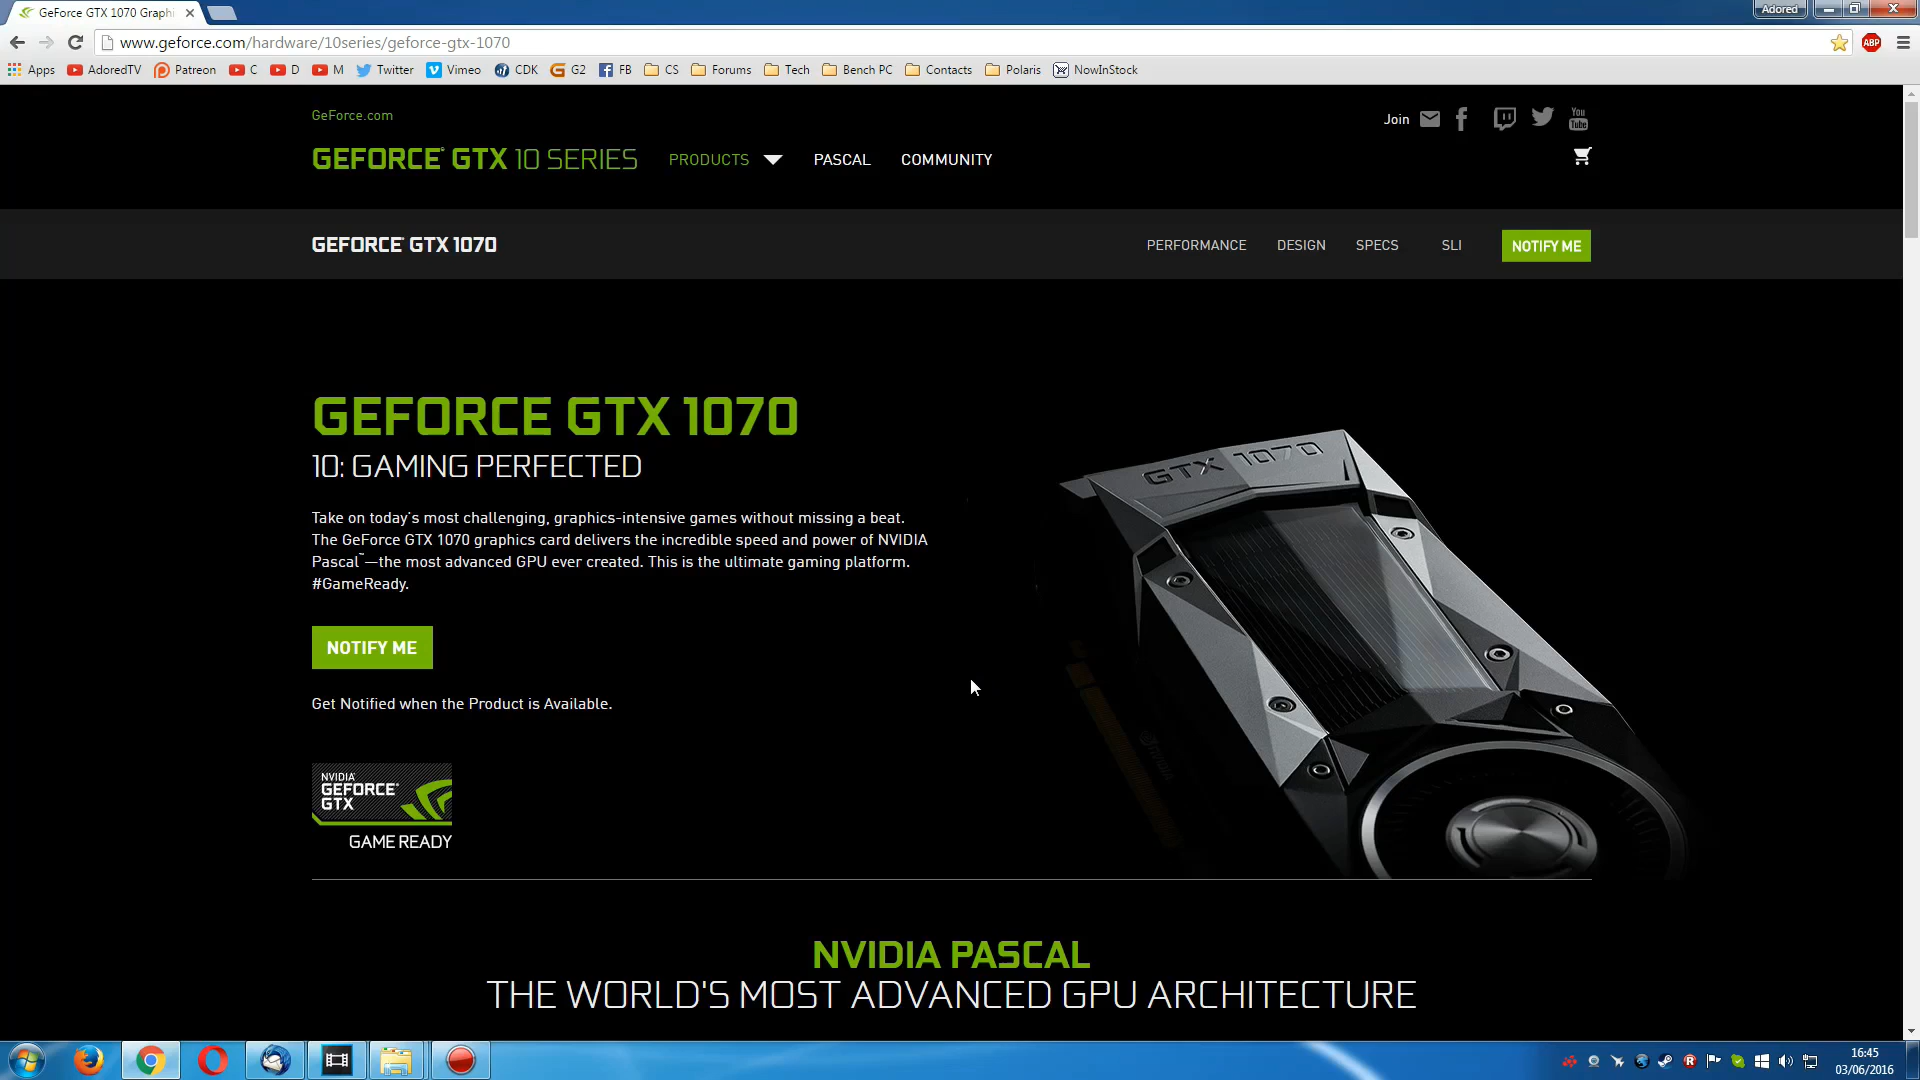 GeForce GTX 1070 Graphi
Adored
www.geforce.com/hardware/10series/geforce-gtx-1070
ABP
Apps AdoredTV Patreon C D M Twitter Vimeo CDK G2 FB CS Forums Tech Bench PC Contacts Polaris NowInStock
GeForce.com
Join
You
Tube
GEFORCE® GTX 10 SERIES PRODUCTS PASCAL COMMUNITY
GEFORCE® GTX 1070 PERFORMANCE DESIGN SPECS SLI NOTIFY ME
GEFORCE GTX 1070
10: GAMING PERFECTED
GTX 1070
Take on today's most challenging, graphics-intensive games without missing a beat.
The GeForce GTX 1070 graphics card delivers the incredible speed and power of NVIDIA
Pascal™—the most advanced GPU ever created. This is the ultimate gaming platform.
#GameReady.
NOTIFY ME
Get Notified when the Product is Available.
NVIDIA
GEFORCE®
GTX
GAME READY
NVIDIA PASCAL
THE WORLD'S MOST ADVANCED GPU ARCHITECTURE
16:45
03/06/2016